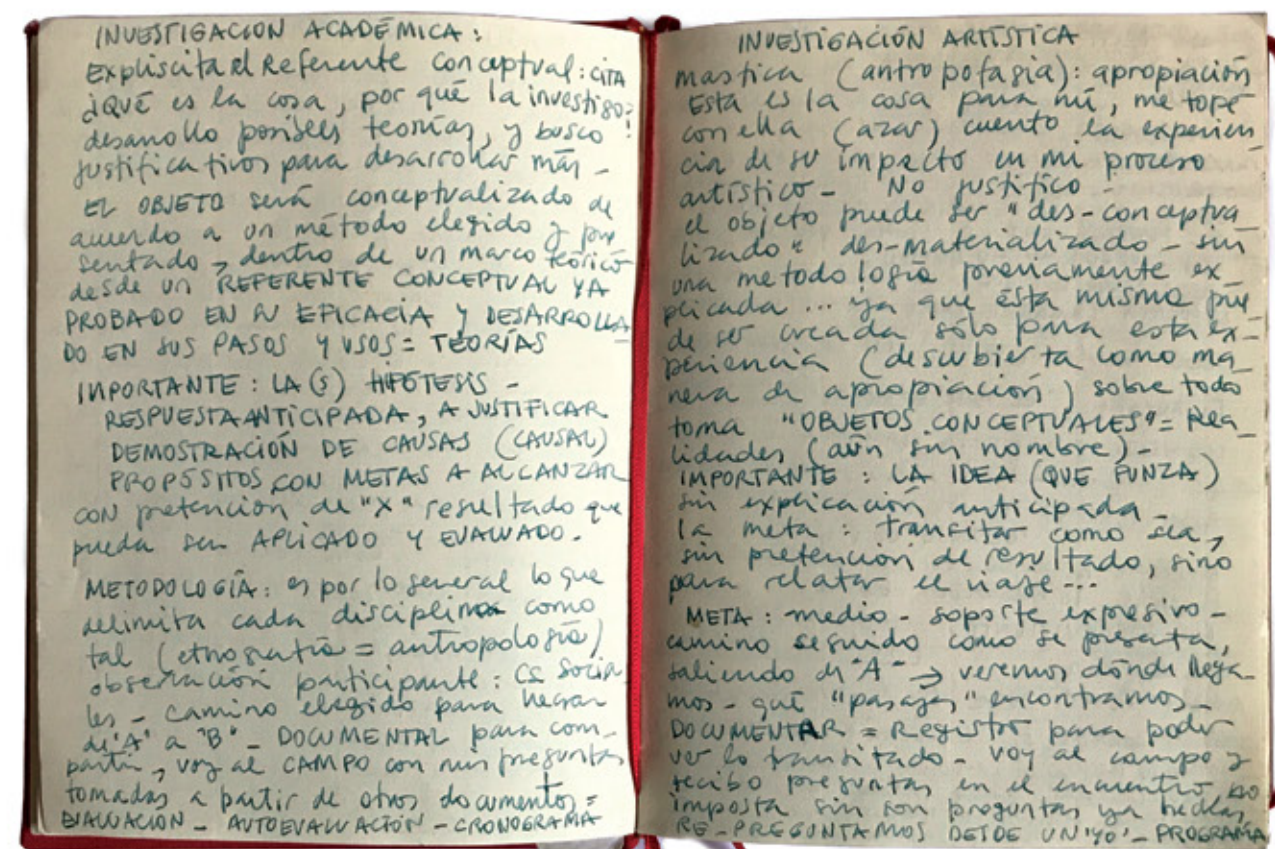 INVESTIGACION ACADÉMICA:
Expliscita el Referente conceptual: cita
¿Qué es la cosa, por qué la investigo?
desarrollo posibles teorías, y busco !
justificativos para desarrollar más -
EL OBJETO será conceptualizado de
acuerdo a un método elegido y pre
sentado, dentro de un marco teórico
desde un REFERENTE CONCEPTUAL YA
PROBADO EN SU EFICACIA Y DESARROLLA
DO EN SUS PASOS Y USOS = TEORÍAS
IMPORTANTE: LA(S) HIPÓTESIS -
RESPUESTA ANTICIPADA, A JUSTIFICAR
DEMOSTRACIÓN DE CAUSAS (CAUSAL)
PROPÓSITOS CON METAS A ALCANZAR
CON pretención de "X" resultado que
pueda ser APLICADO Y EVALUADO.
METODOLOGÍA: es por lo general lo que
delimita cada disciplina como
tal (etnografía = antropología)
observación participante: CS Socia
les - camino elegido para llegar
de 'A' a 'B' - DOCUMENTAL para com-
partir, voy al CAMPO con mis preguntas
tomadas a partir de otros documentos =
EVALUACION - AUTOEVALUACIÓN - CRONOGRAMA
INVESTIGACIÓN ARTÍSTICA
mastica (antropofagia): apropiación
Esta es la cosa para mí, me topé
con ella (azar) cuento la experien
cia de su impacto en mi proceso
artístico - No justifico -
el objeto puede ser "des-conceptua
lizado" des-materializado - sin
una metodología previamente ex
plicada ... ya que ésta misma pue
de ser creada sólo para esta ex-
periencia (descubierta como ma
nera de apropiación) sobre todo
toma "OBJETOS CONCEPTUALES" = Rea_
lidades (aún sin nombre) -
IMPORTANTE: LA IDEA (QUE PUNZA)
sin explicación anticipada -
la meta: transitar como sea,
sin pretención de resultado, sino
para relatar el viaje ...
META: medio - soporte expresivo -
camino seguido como se presenta,
saliendo de "A" → veremos dónde llega-
mos - qué "pasajes" encontramos -
DOCUMENTAR = Registro para poder
ver lo transitado - voy al campo y
recibo preguntas en el encuentro, no
imposta sin son preguntas ya hechas
RE-PREGUNTAMOS DESDE UN 'YO' - PROGRAMA